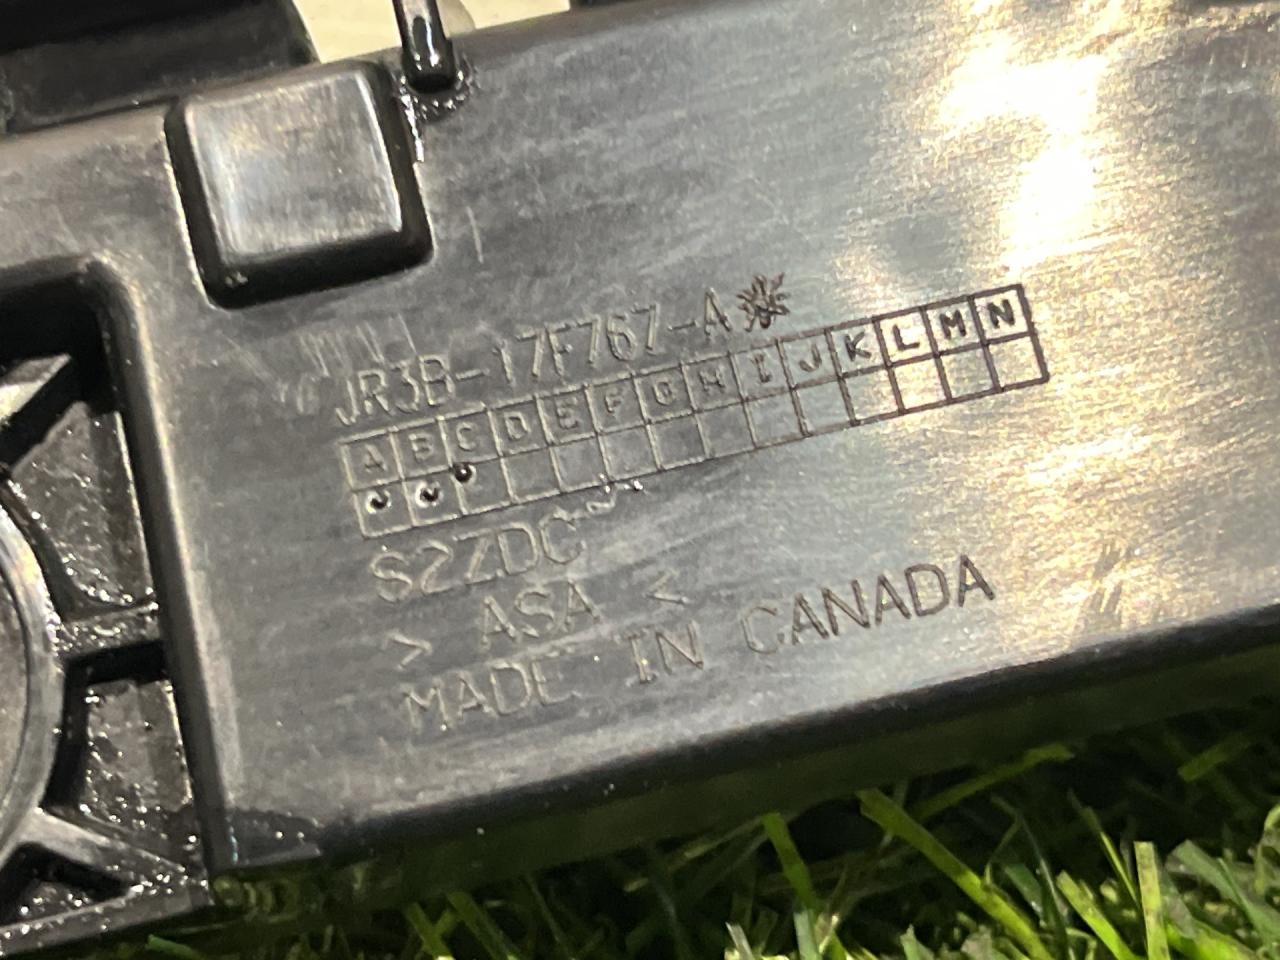 JR3B-17F767-A*
A B C D E F G H I J K L M N
S2ZDC
> ASA <
MADE IN CANADA